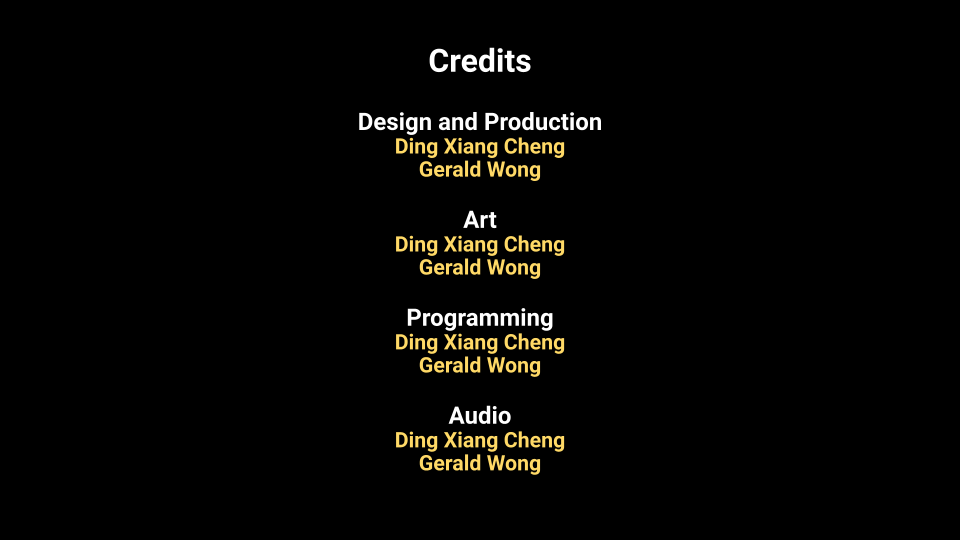 Credits
Design and Production
Ding Xiang Cheng
Gerald Wong
Art
Ding Xiang Cheng
Gerald Wong
Programming
Ding Xiang Cheng
Gerald Wong
Audio
Ding Xiang Cheng
Gerald Wong